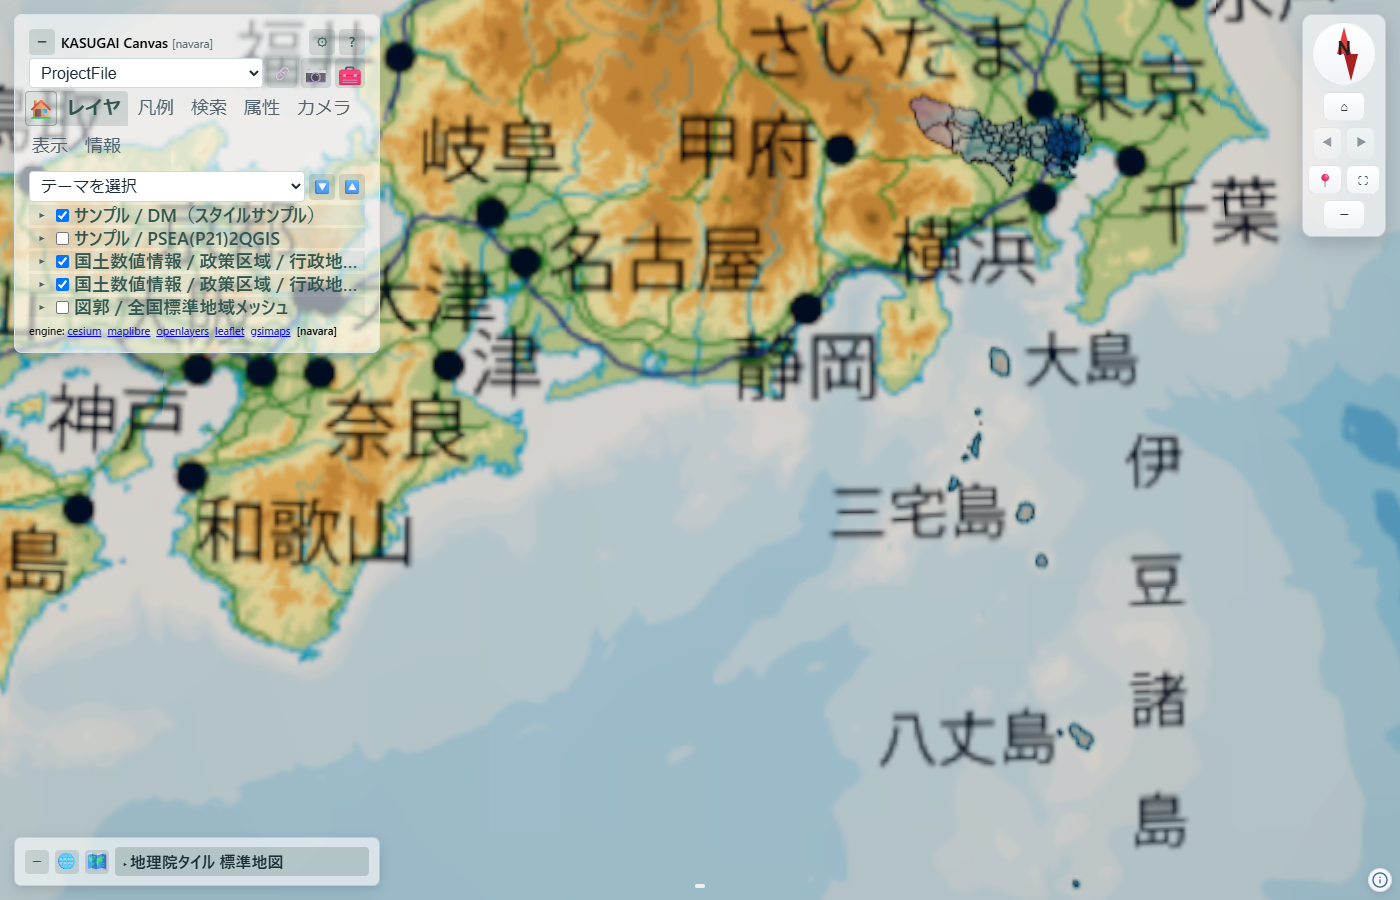 KASUGAI Canvas [navara]
?
ProjectFile
レイヤ 凡例 検索 属性 カメラ
表示 情報
テーマを選択
サンプル / DM（スタイルサンプル）
サンプル / PSEA(P21)2QGIS
国土数値情報 / 政策区域 / 行政地...
国土数値情報 / 政策区域 / 行政地...
図郭 / 全国標準地域メッシュ
engine: cesium maplibre openlayers leaflet gsimaps [navara]
N
福井
さいたま
水戸
東京
岐阜
甲府
千葉
名古屋
横浜
大津
津
静岡
大島
神戸
奈良
伊豆諸島
三宅島
和歌山
島
八丈島
地理院タイル 標準地図